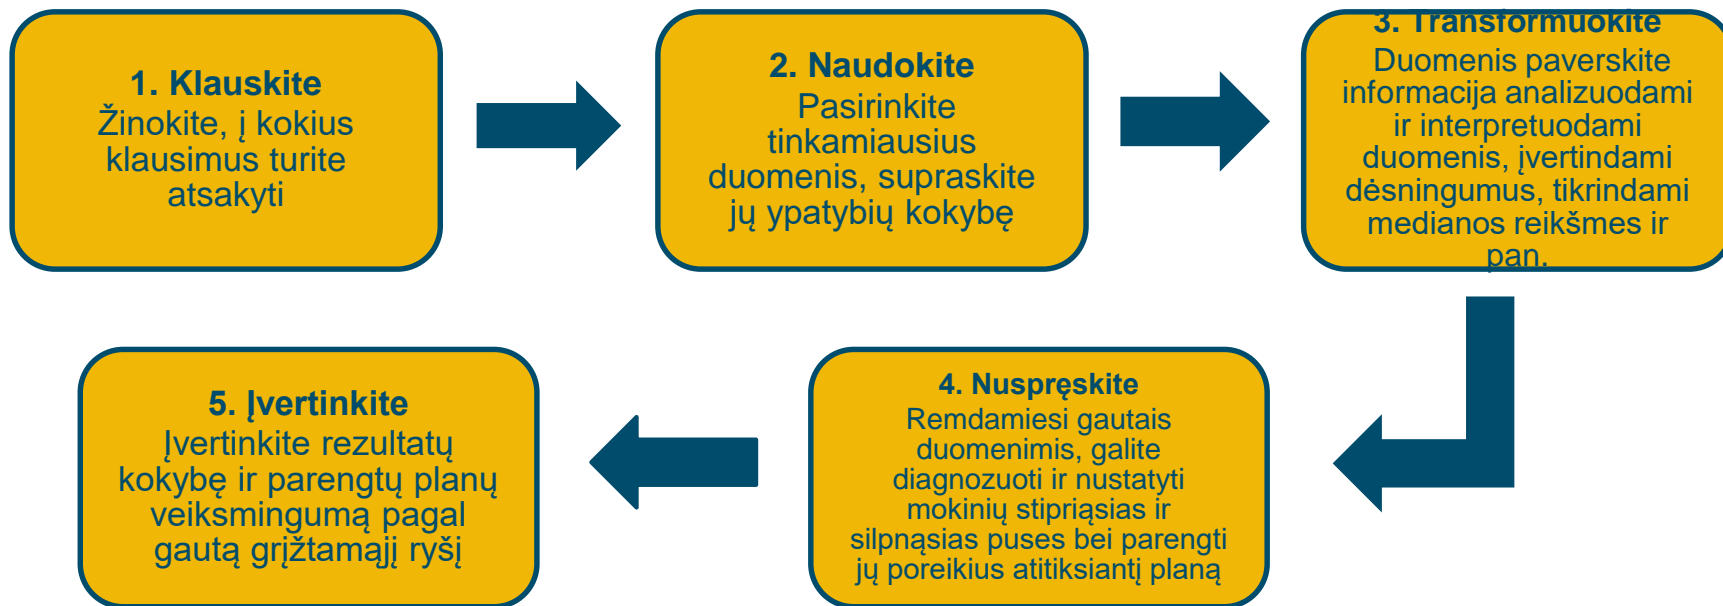 1. Klauskite
Žinokite, į kokius
klausimus turite
atsakyti
2. Naudokite
Pasirinkite
tinkamiausius
duomenis, supraskite
jų ypatybių kokybę
3. Transformuokite
Duomenis paverskite
informacija analizuodami
ir interpretuodami
duomenis, įvertindami
dėsningumus, tikrindami
medianos reikšmes ir
pan.
4. Nuspręskite
Remdamiesi gautais
duomenimis, galite
diagnozuoti ir nustatyti
mokinių stipriąsias ir
silpnąsias puses bei parengti
jų poreikius atitiksiantį planą
5. Įvertinkite
Įvertinkite rezultatų
kokybę ir parengtų planų
veiksmingumą pagal
gautą grįžtamąjį ryšį